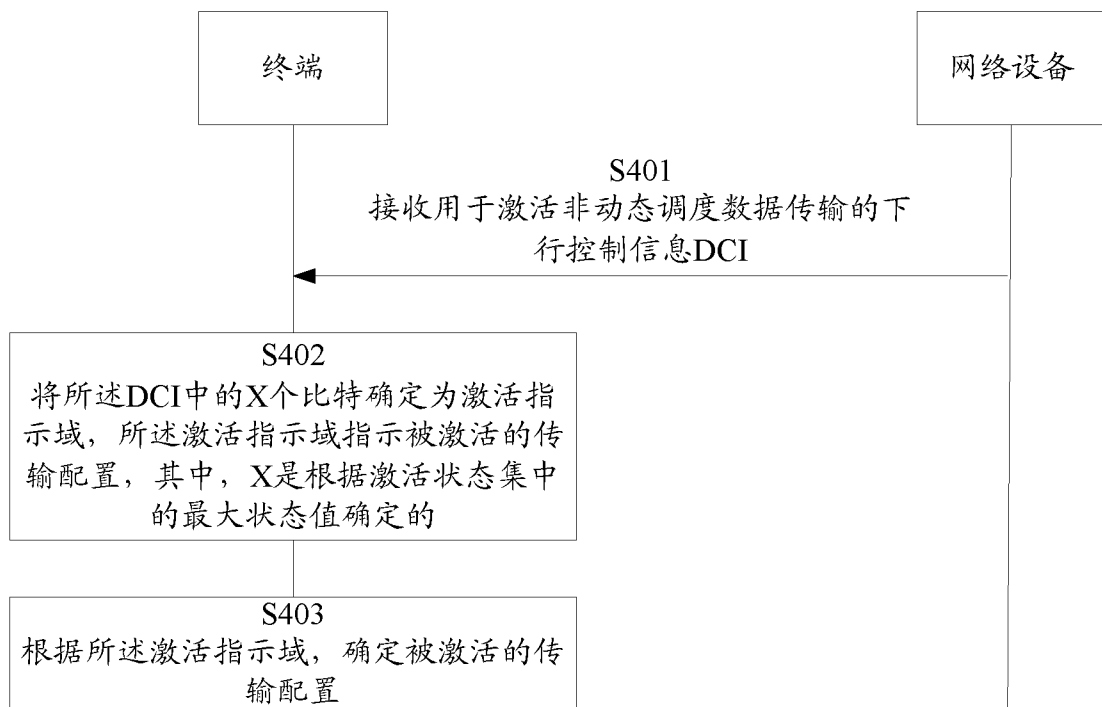 终端
网络设备
S401
接收用于激活非动态调度数据传输的下
行控制信息DCI
S402
将所述DCI中的X个比特确定为激活指
示域，所述激活指示域指示被激活的传
输配置，其中，X是根据激活状态集中
的最大状态值确定的
S403
根据所述激活指示域，确定被激活的传
输配置